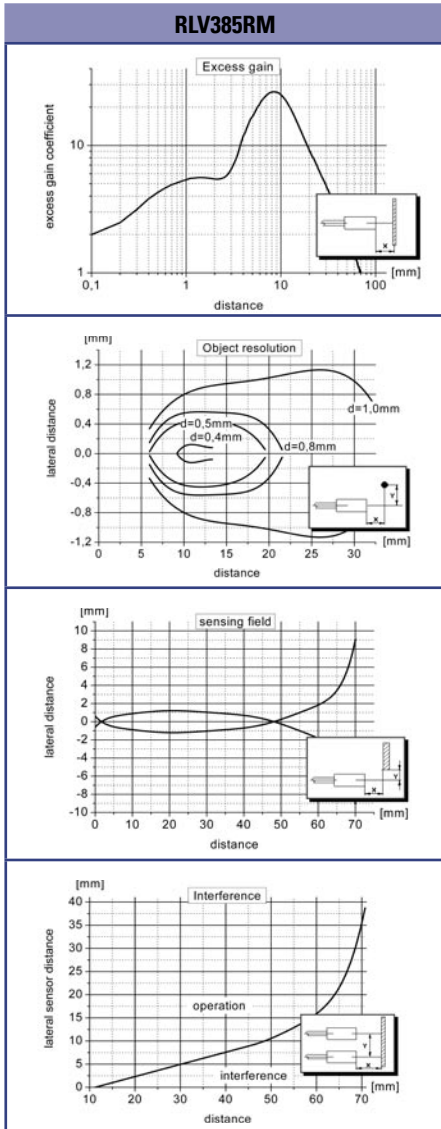 RLV385RM
Excess gain
excess gain coefficient
10
1
0,1 1 10 100
[mm]
distance
X
[mm]
Object resolution
lateral distance
1,2
0,8
0,4
0,0
-0,4
-0,8
-1,2
d=0,5mm
d=0,4mm
d=1,0mm
d=0,8mm
0 5 10 15 20 25 30 [mm]
distance
Y
X
[mm]
sensing field
lateral distance
10
8
6
4
2
0
-2
-4
-6
-8
-10
0 10 20 30 40 50 60 70 [mm]
distance
Y
X
[mm]
Interference
lateral sensor distance
40
35
30
25
20
15
10
5
0
operation
interference
10 20 30 40 50 60 70 [mm]
distance
Y
X